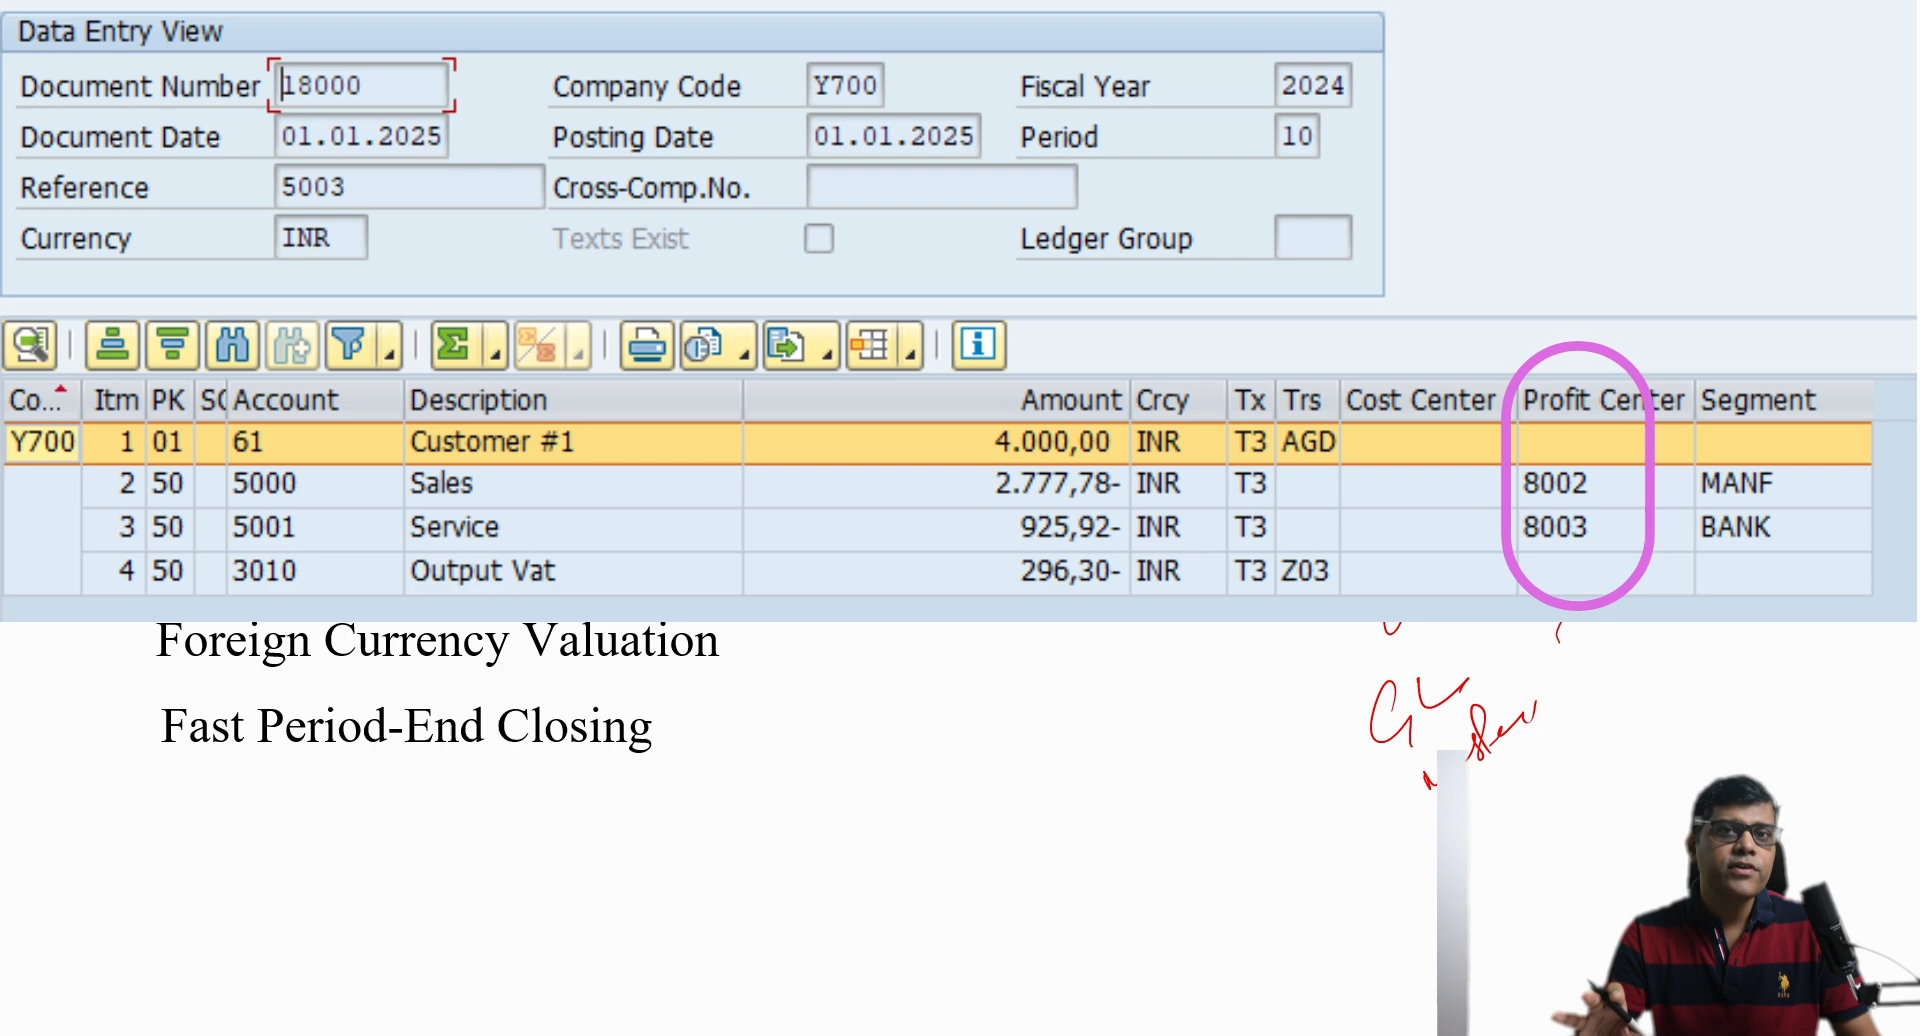 Data Entry View
Document Number 18000 Company Code Y700 Fiscal Year 2024
Document Date 01.01.2025 Posting Date 01.01.2025 Period 10
Reference 5003 Cross-Comp.No.
Currency INR Texts Exist Ledger Group
Co... Itm PK SG Account Description Amount Crcy Tx Trs Cost Center Profit Center Segment
Y700 1 01 61 Customer #1 4.000,00 INR T3 AGD
2 50 5000 Sales 2.777,78- INR T3 8002 MANF
3 50 5001 Service 925,92- INR T3 8003 BANK
4 50 3010 Output Vat 296,30- INR T3 Z03
Foreign Currency Valuation
GL
Fast Period-End Closing